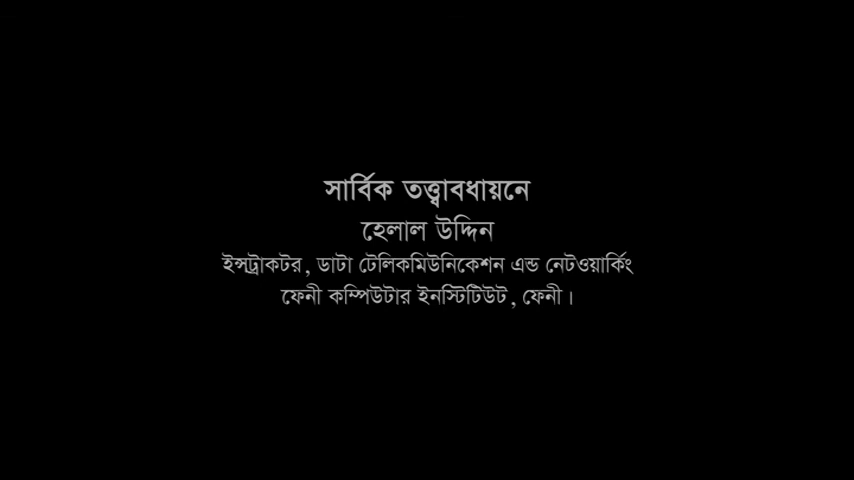 সার্বিক তত্ত্বাবধায়নে
হেলাল উদ্দিন
ইন্সট্রাকটর, ডাটা টেলিকমিউনিকেশন এন্ড নেটওয়ার্কিং
ফেনী কম্পিউটার ইনস্টিটিউট, ফেনী।